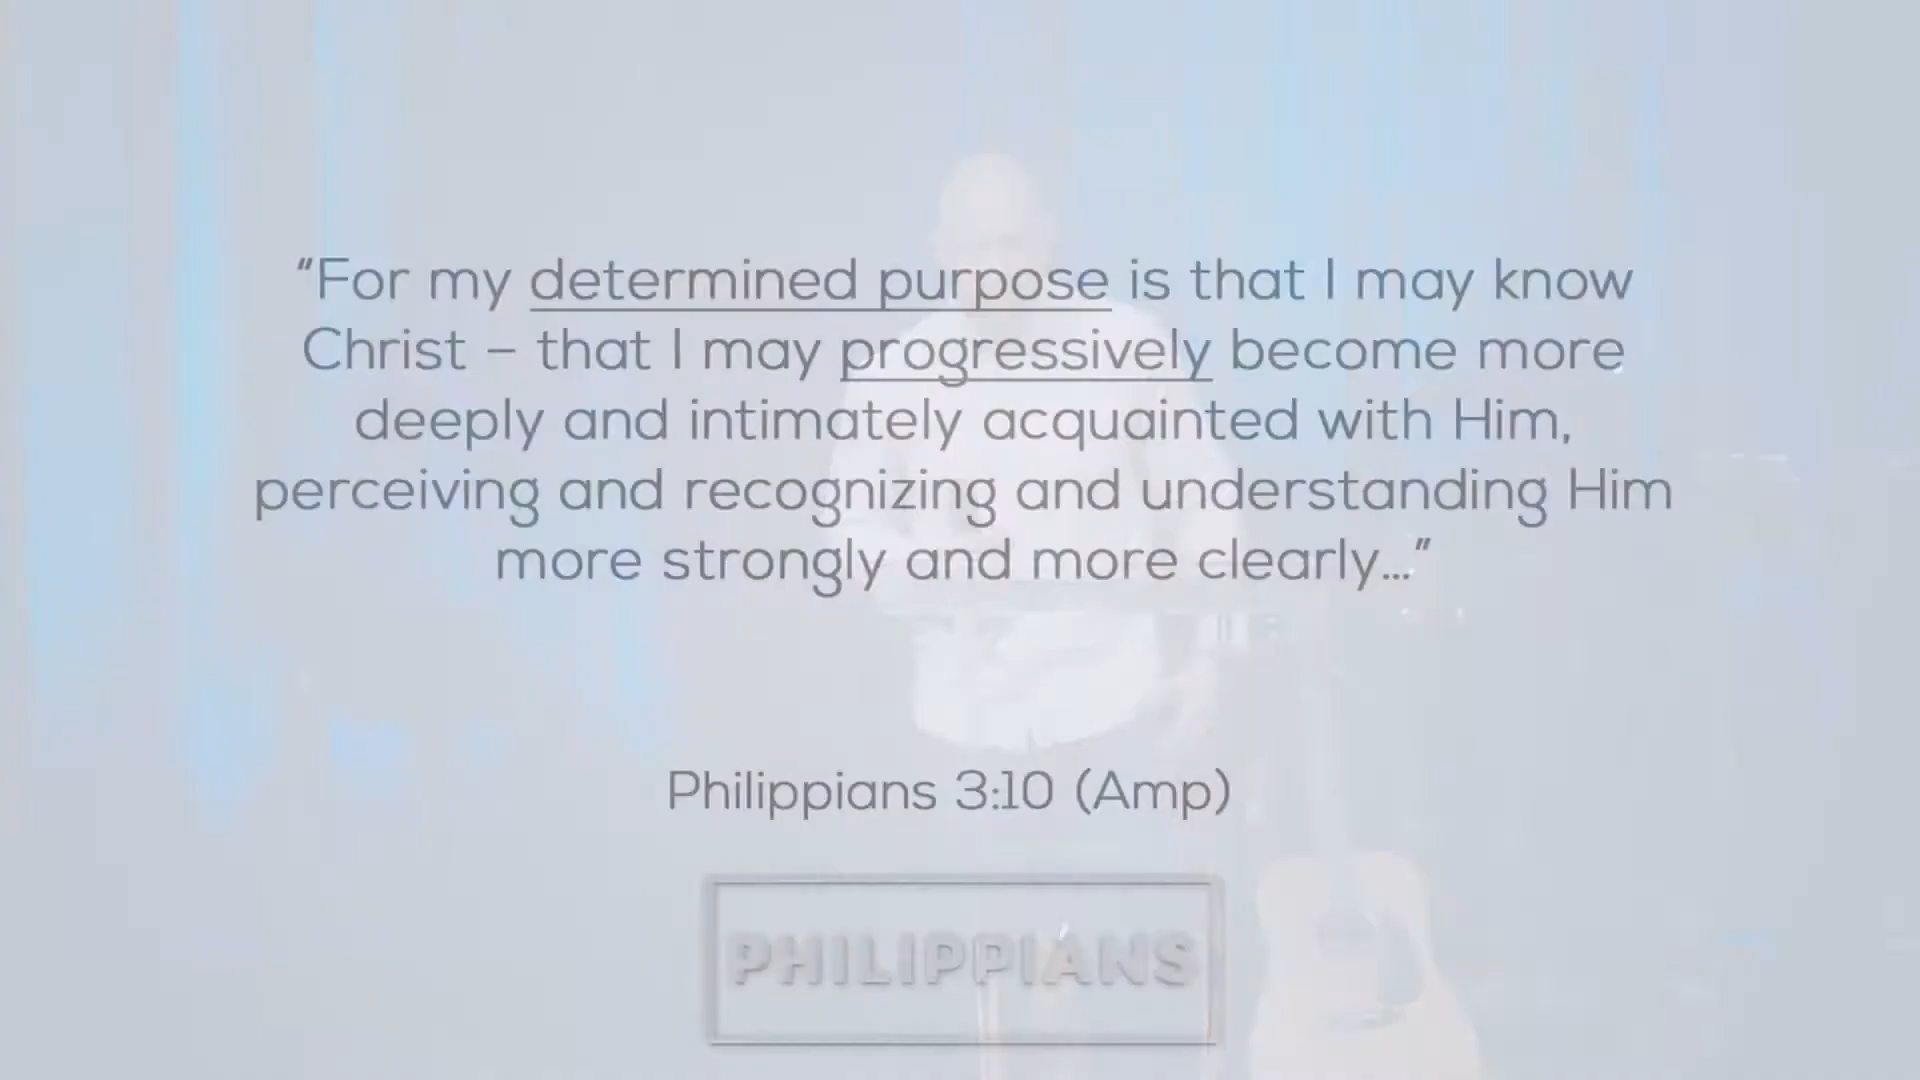 “For my determined purpose is that I may know
Christ – that I may progressively become more
deeply and intimately acquainted with Him,
perceiving and recognizing and understanding Him
more strongly and more clearly...”
Philippians 3:10 (Amp)
PHILIPPIANS